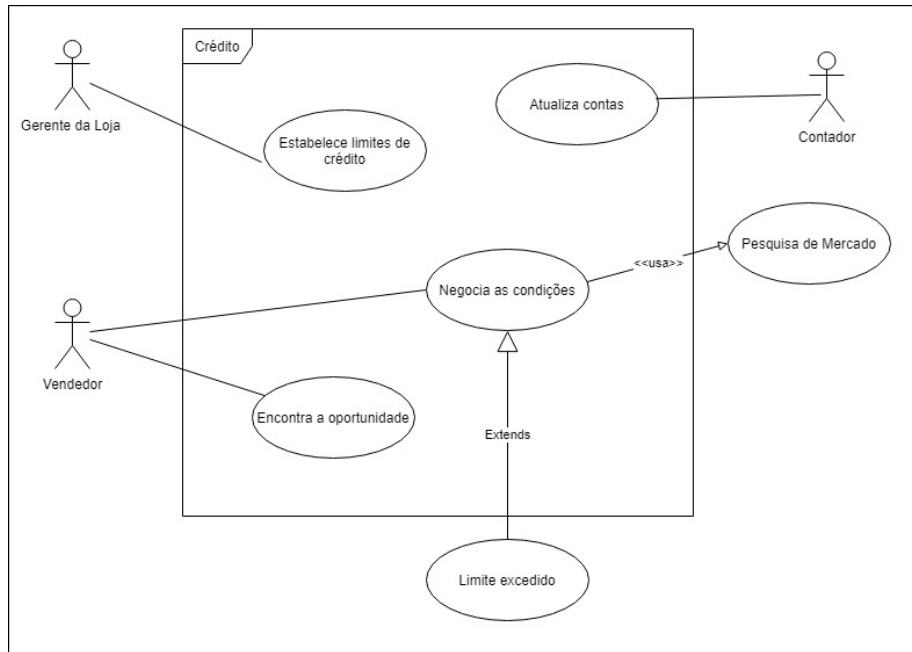 Crédito
Gerente da Loja
Estabelece limites de
crédito
Atualiza contas
Contador
Pesquisa de Mercado
<<usa>>
Negocia as condições
Vendedor
Encontra a oportunidade
Extends
Limite excedido